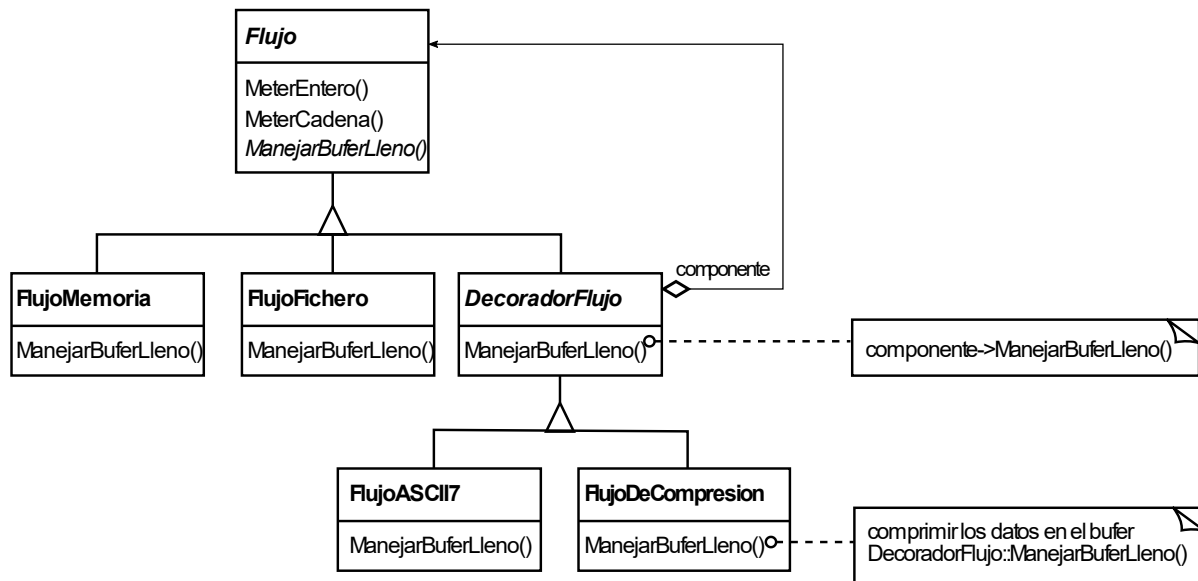 Flujo
MeterEntero()
MeterCadena()
ManejarBuferLleno()
componente
FlujoMemoria
ManejarBuferLleno()
FlujoFichero
ManejarBuferLleno()
DecoradorFlujo
ManejarBuferLleno()
componente->ManejarBuferLleno()
FlujoASCII7
ManejarBuferLleno()
FlujoDeCompresion
ManejarBuferLleno()
comprimir los datos en el bufer
DecoradorFlujo::ManejarBuferLleno()